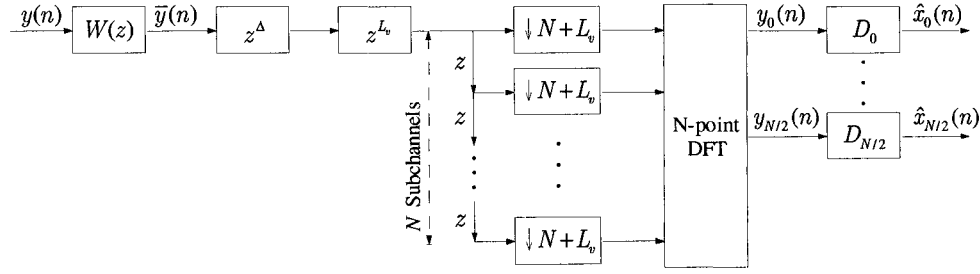 y(n) W(z) ȳ(n) z^Δ z^{L_v} ↓ N+L_v y_0(n) D_0 x̂_0(n)
z
↓ N+L_v
z
N Subchannels
N-point
DFT
y_{N/2}(n) D_{N/2} x̂_{N/2}(n)
z ↓ N+L_v